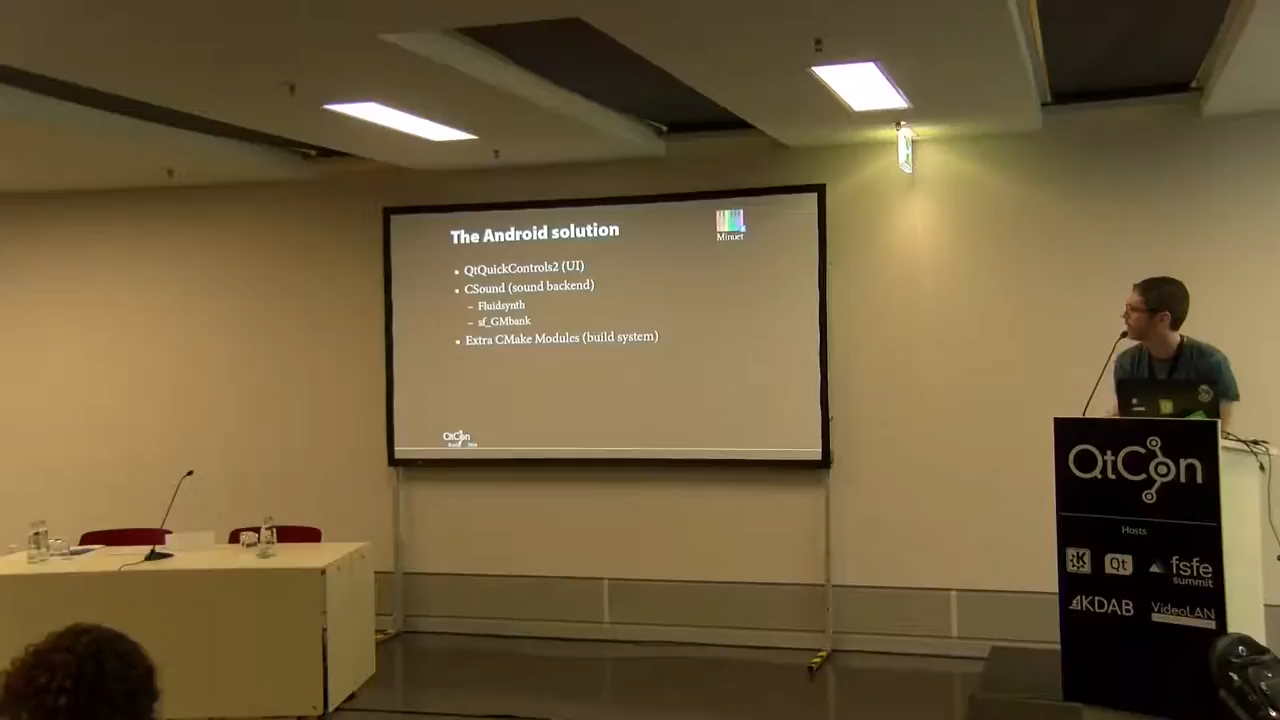 The Android solution
Minuet
• QtQuickControls2 (UI)
• CSound (sound backend)
– Fluidsynth
– sf_GMbank
• Extra CMake Modules (build system)
QtCon
QtCon
Hosts
Qt
fsfe
summit
KDAB
VideoLAN